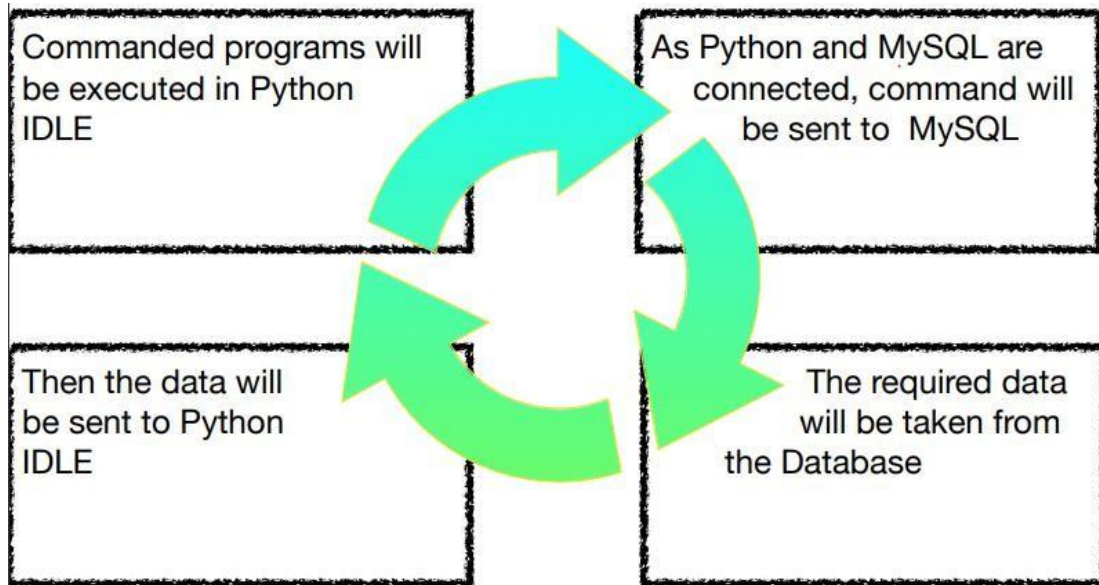 Commanded programs will
be executed in Python
IDLE
As Python and MySQL are
connected, command will
be sent to MySQL
Then the data will
be sent to Python
IDLE
The required data
will be taken from
the Database